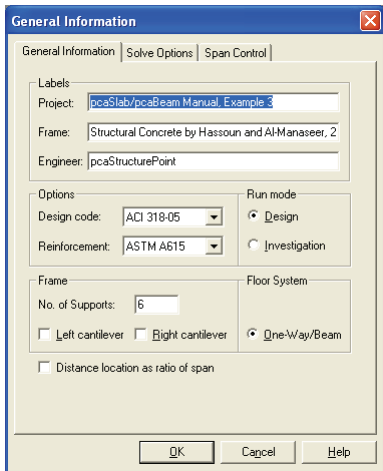 General Information
General Information Solve Options Span Control
Labels
Project: pcaSlab/pcaBeam Manual, Example 3
Frame: Structural Concrete by Hassoun and Al-Manaseer, 2
Engineer: pcaStructurePoint
Options
Design code: ACI 318-05
Reinforcement: ASTM A615
Run mode
Design
Investigation
Frame
No. of Supports: 6
Left cantilever Right cantilever
Floor System
One-Way/Beam
Distance location as ratio of span
OK Cancel Help